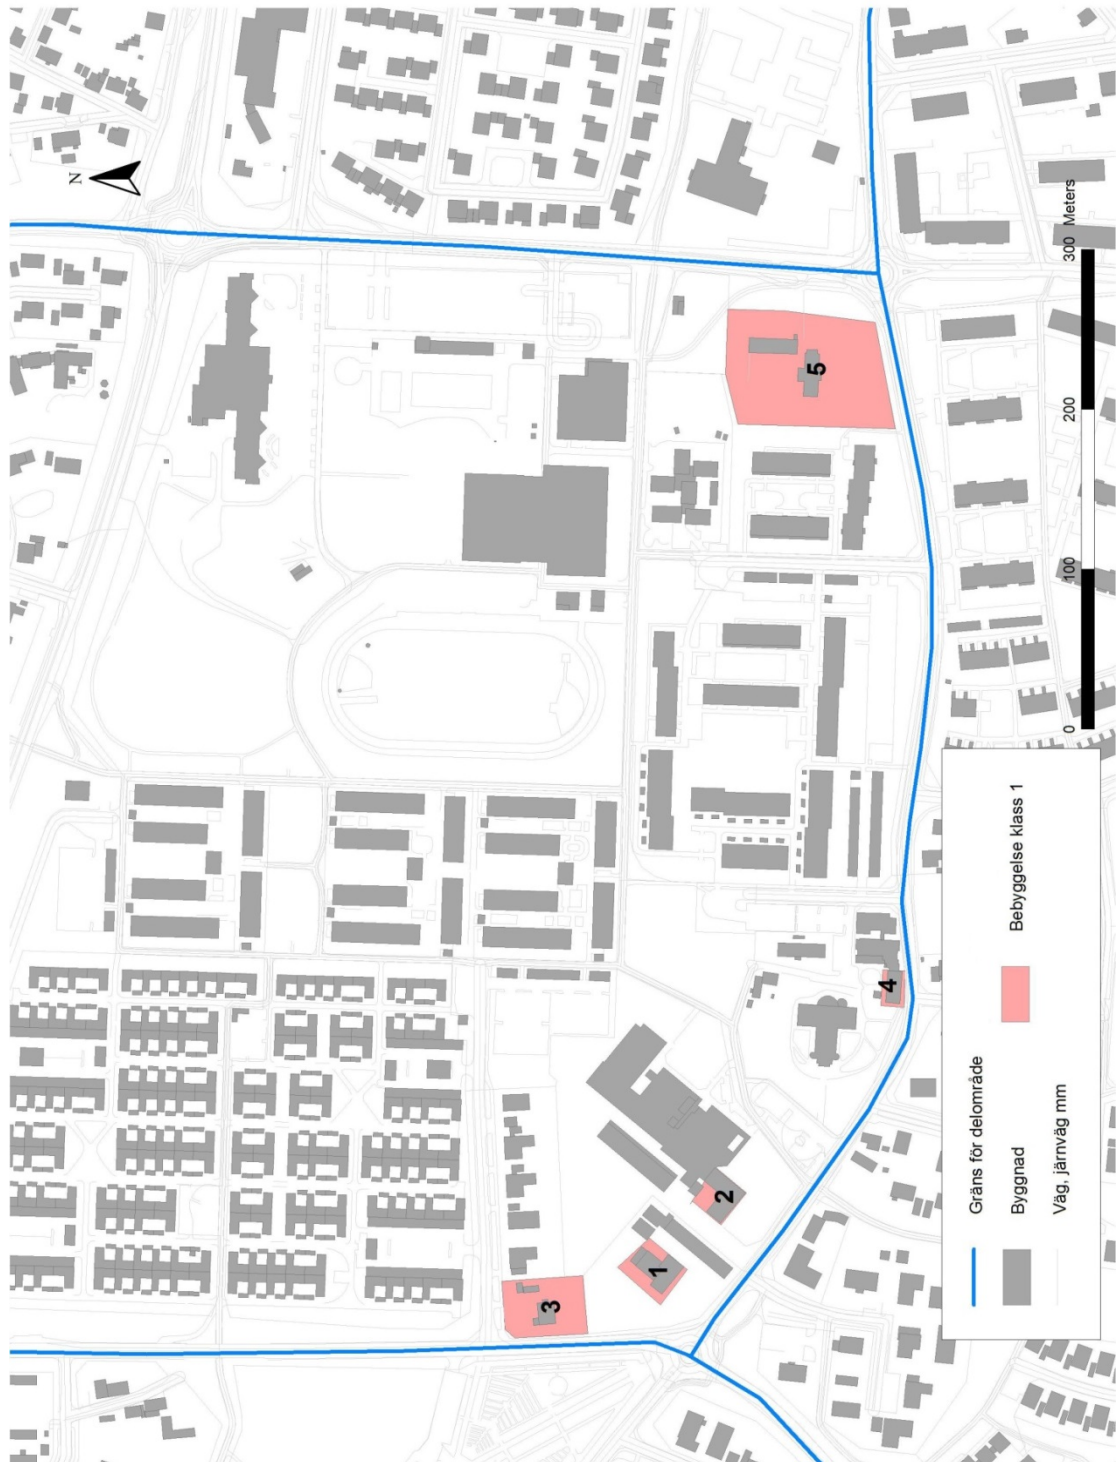 N
3
1
2
4
5
Gräns för delområde
Byggnad
Väg, järnväg mm
Bebyggelse klass 1
0 100 200 300 Meters